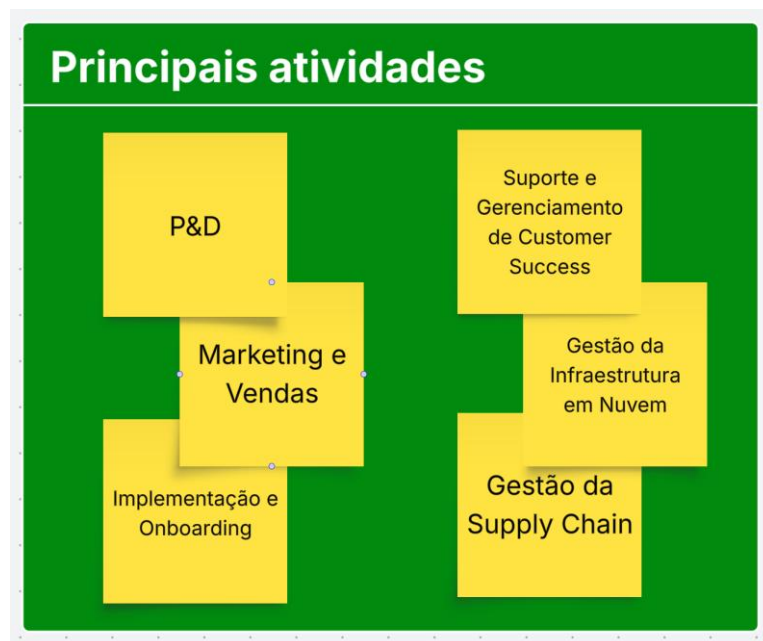 Principais atividades
P&D
Marketing e
Vendas
Implementação e
Onboarding
Suporte e
Gerenciamento
de Customer
Success
Gestão da
Infraestrutura
em Nuvem
Gestão da
Supply Chain